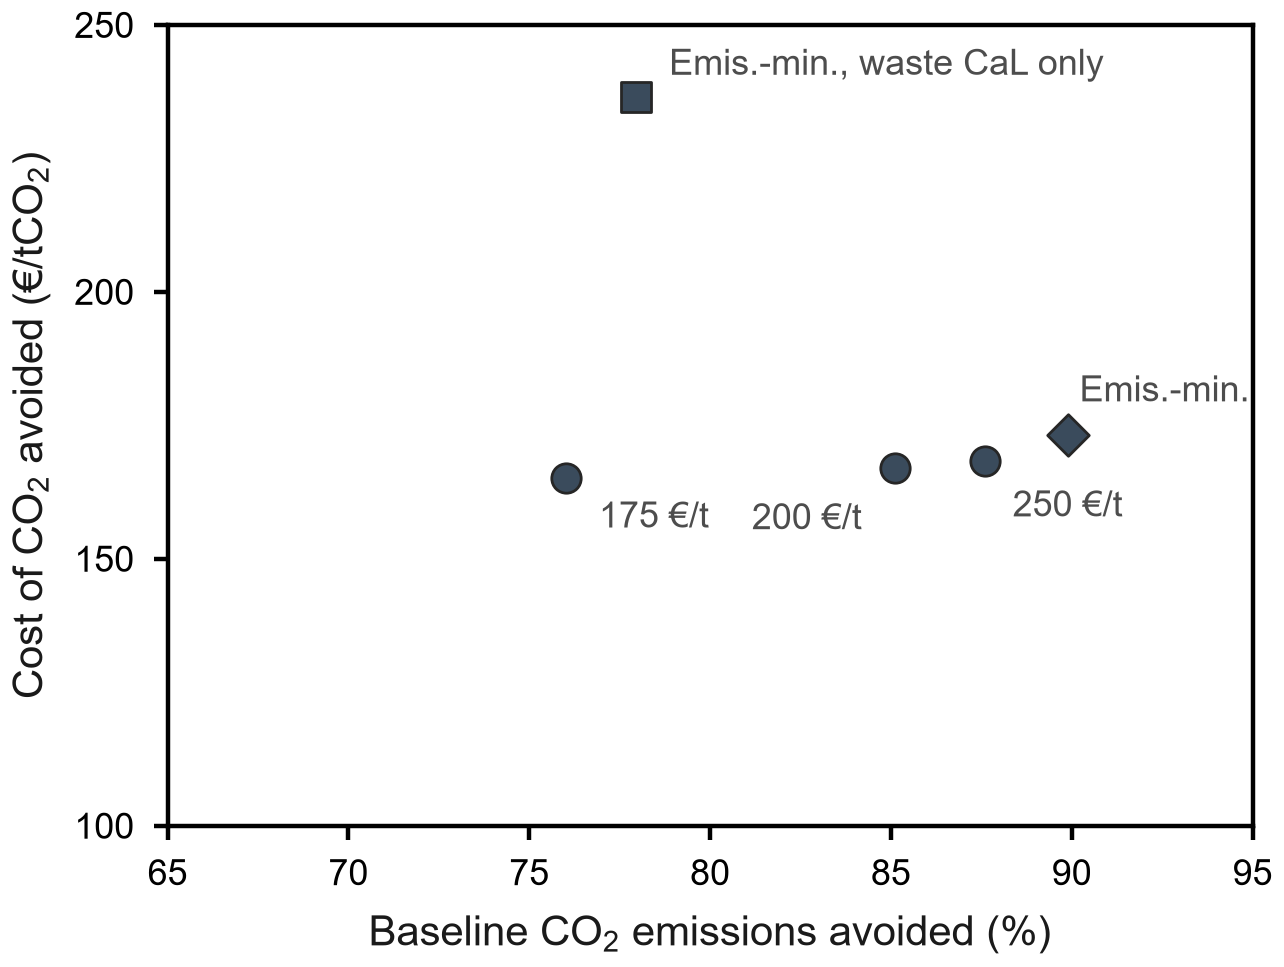 250
Emis.-min., waste CaL only
200
Emis.-min.
175 €/t
200 €/t
250 €/t
150
100
65
70
75
80
85
90
95
Baseline CO₂ emissions avoided (%)
Cost of CO₂ avoided (€/tCO₂)